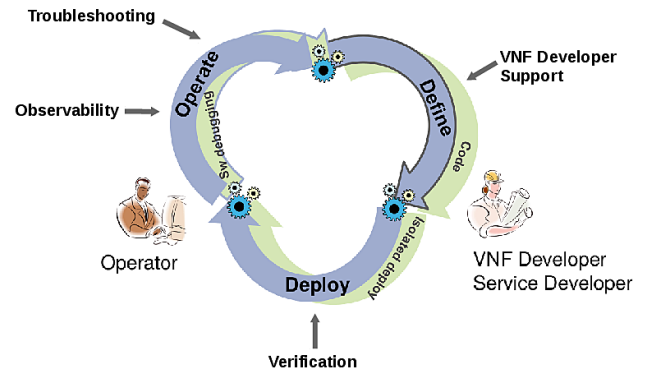 Troubleshooting
VNF Developer
Support
Operate
Define
Observability
Sw debugging
Code
Operator
Isolated deploy
VNF Developer
Service Developer
Deploy
Verification